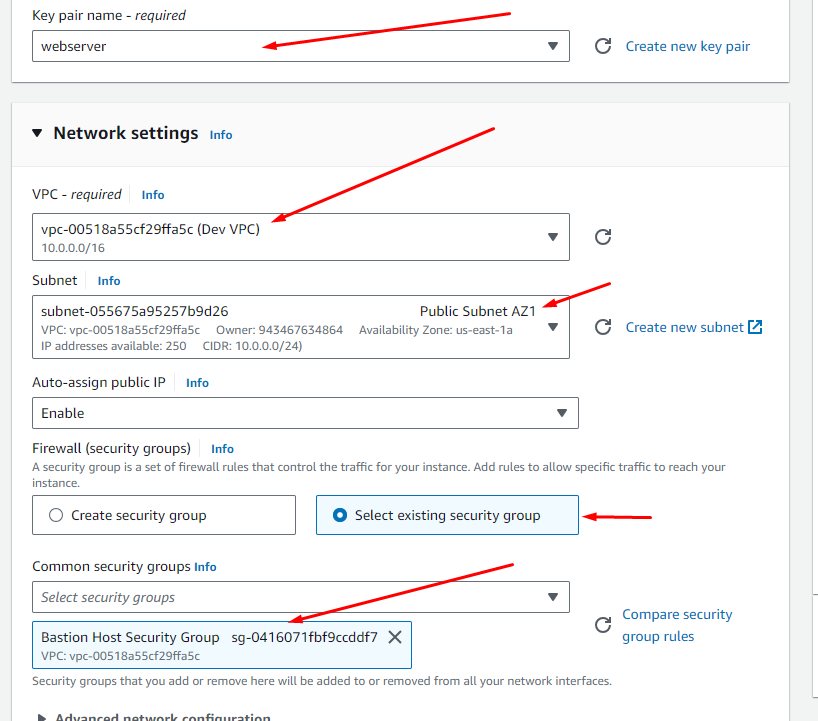 Key pair name - required
webserver
Create new key pair
Network settings Info
VPC - required Info
vpc-00518a55cf29ffa5c (Dev VPC)
10.0.0.0/16
Subnet Info
subnet-055675a95257b9d26 Public Subnet AZ1
VPC: vpc-00518a55cf29ffa5c Owner: 943467634864 Availability Zone: us-east-1a
IP addresses available: 250 CIDR: 10.0.0.0/24)
Create new subnet
Auto-assign public IP Info
Enable
Firewall (security groups) Info
A security group is a set of firewall rules that control the traffic for your instance. Add rules to allow specific traffic to reach your
instance.
Create security group
Select existing security group
Common security groups Info
Select security groups
Compare security
group rules
Bastion Host Security Group sg-0416071fbf9ccddf7
VPC: vpc-00518a55cf29ffa5c
Security groups that you add or remove here will be added to or removed from all your network interfaces.
Advanced network configuration